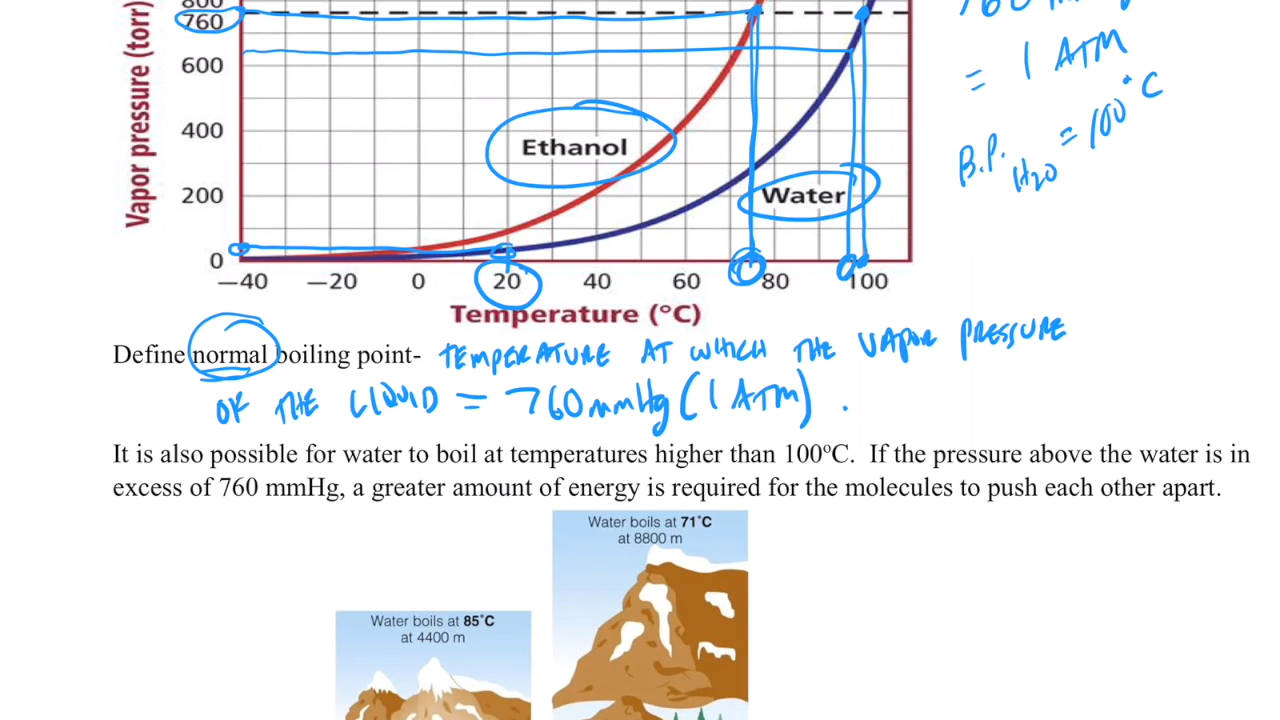 800
760
760 mmHg
= 1 ATM
B.P. H2O = 100°C
Vapor pressure (torr)
600
400
Ethanol
200
Water
0
−40 −20 0 20 40 60 80 100
Temperature (°C)
Define normal boiling point- TEMPERATURE AT WHICH THE VAPOR PRESSURE
OF THE LIQUID = 760 mmHg (1 ATM).
It is also possible for water to boil at temperatures higher than 100°C. If the pressure above the water is in
excess of 760 mmHg, a greater amount of energy is required for the molecules to push each other apart.
Water boils at 71°C
at 8800 m
Water boils at 85°C
at 4400 m